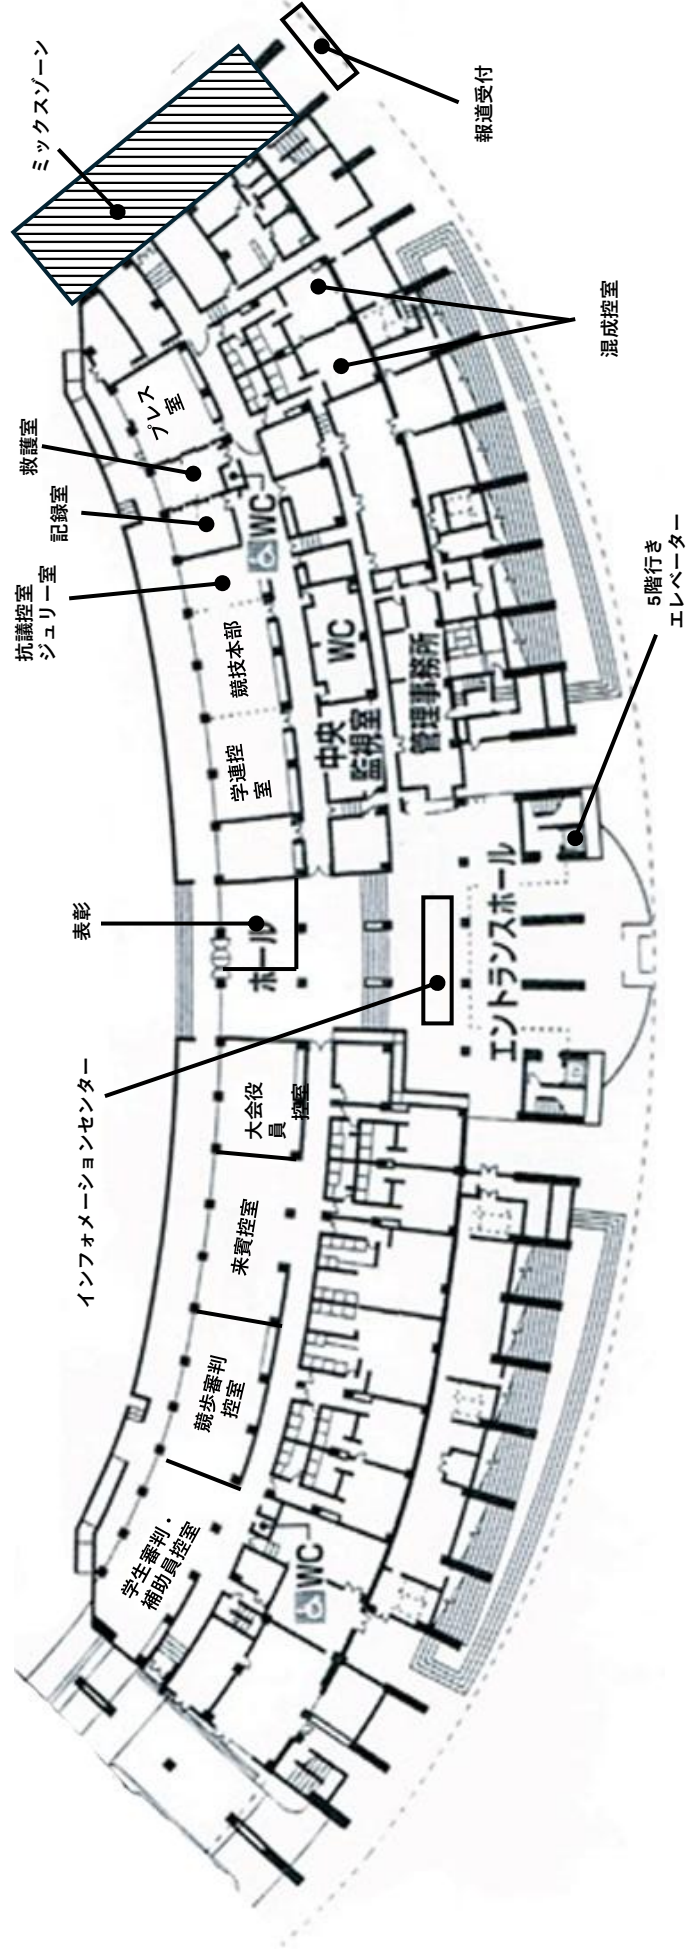 ミックスゾーン
報道受付
混成控室
プレス
室
救護室
記録室
抗議控室
ジュリー室
WC
競技本部
WC
中央
監視室
管理事務所
学連控
室
5階行き
エレベーター
表彰
ホール
エントランスホール
インフォメーションセンター
大会役
員
控室
来賓控室
競歩審判
控室
学生審判・
補助員控室
WC